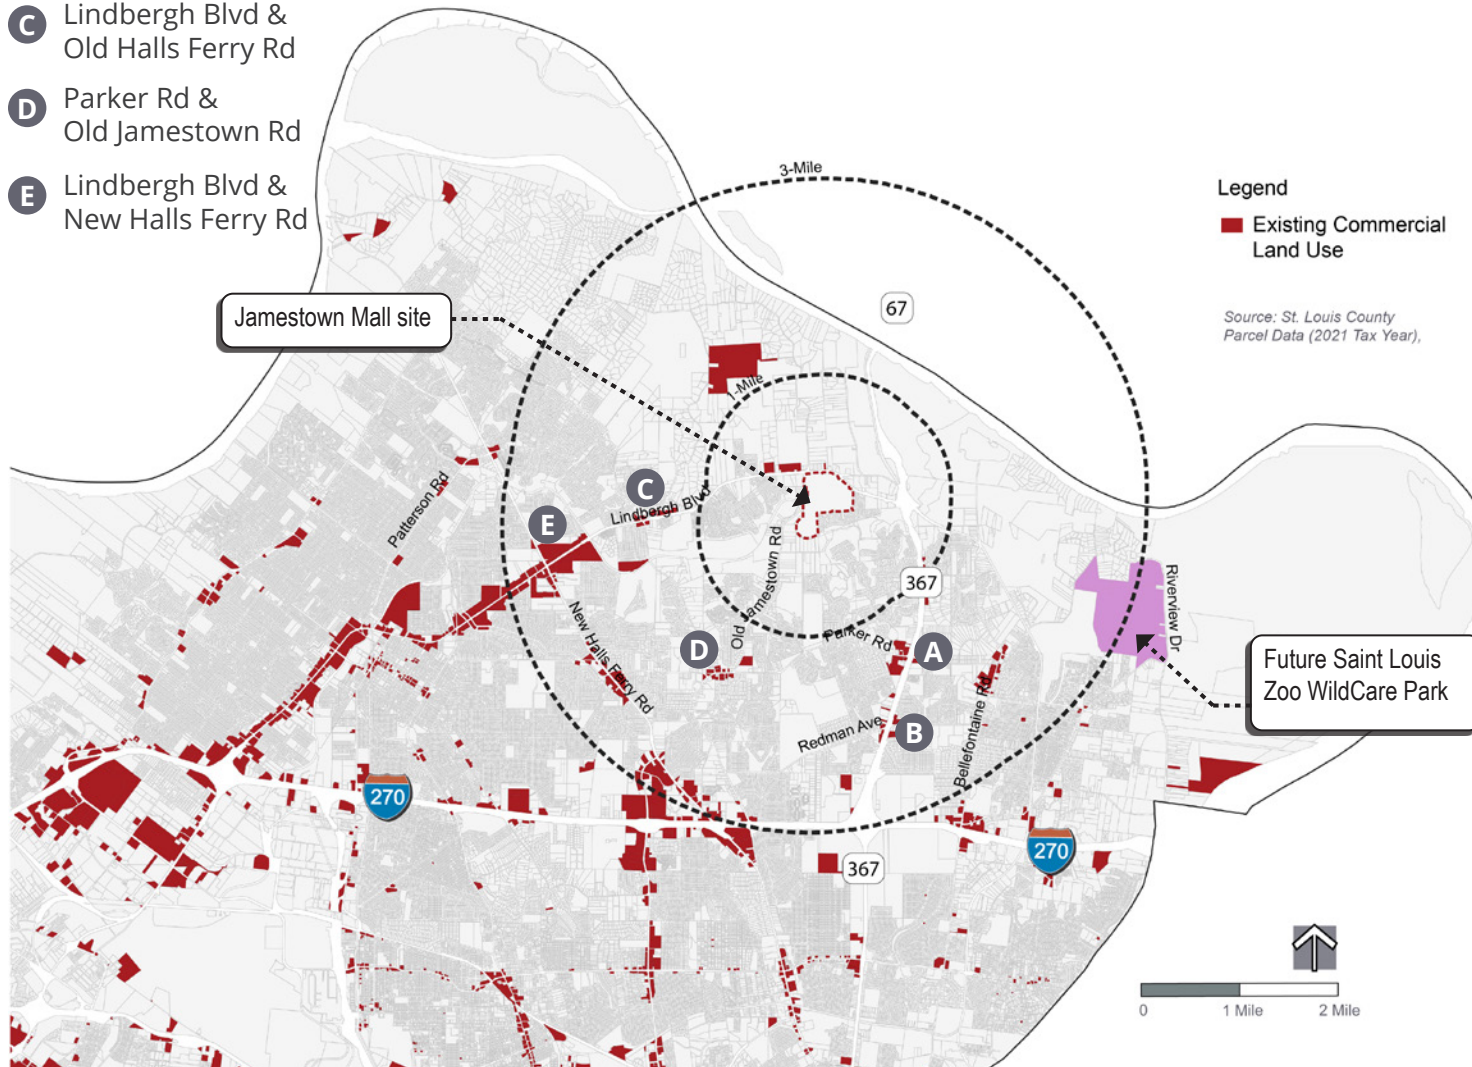 C
Lindbergh Blvd &
Old Halls Ferry Rd
D
Parker Rd &
Old Jamestown Rd
E
Lindbergh Blvd &
New Halls Ferry Rd
3-Mile
Legend
Existing Commercial
Land Use
Source: St. Louis County
Parcel Data (2021 Tax Year),
67
Jamestown Mall site
1-Mile
Patterson Rd
C
Lindbergh Blvd
E
Old Jamestown Rd
367
Riverview Dr
New Halls Ferry Rd
D
Parker Rd
A
Future Saint Louis
Zoo WildCare Park
Redman Ave
B
Bellefontaine Rd
270
270
367
0
1 Mile
2 Mile